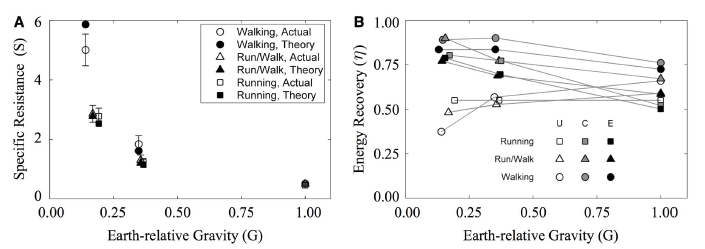 A
Specific Resistance (S)
6
4
2
0
0.00
0.25
0.50
0.75
1.00
Earth-relative Gravity (G)
Walking, Actual
Walking, Theory
Run/Walk, Actual
Run/Walk, Theory
Running, Actual
Running, Theory
B
Energy Recovery (η)
1.00
0.75
0.50
0.25
0.00
0.00
0.25
0.50
0.75
1.00
Earth-relative Gravity (G)
U C E
Running
Run/Walk
Walking